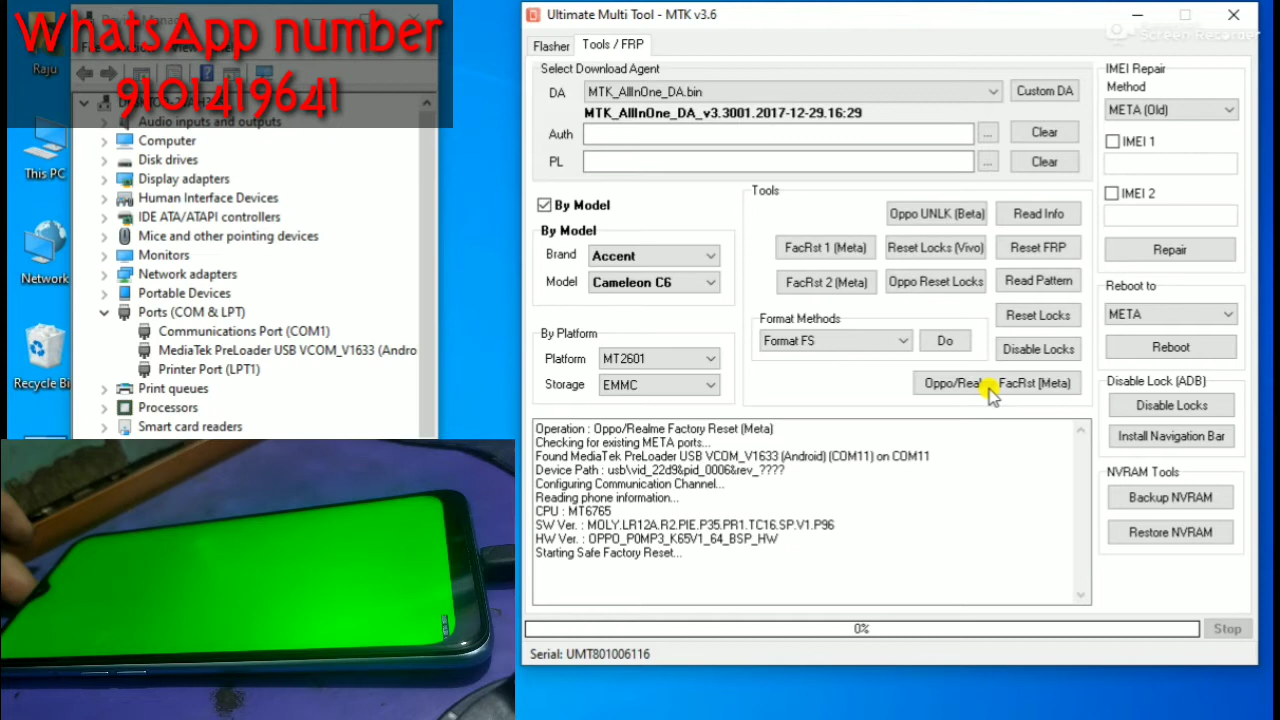 WhatsApp number
9101419641
Raju
This PC
Network
Recycle Bi
Audio inputs and outputs
Computer
Disk drives
Display adapters
Human Interface Devices
IDE ATA/ATAPI controllers
Mice and other pointing devices
Monitors
Network adapters
Portable Devices
Ports (COM & LPT)
Communications Port (COM1)
MediaTek PreLoader USB VCOM_V1633 (Andro
Printer Port (LPT1)
Print queues
Processors
Smart card readers
Ultimate Multi Tool - MTK v3.6
Screen Recorder
Flasher
Tools / FRP
Select Download Agent
DA
MTK_AllInOne_DA.bin
Custom DA
MTK_AllInOne_DA_v3.3001.2017-12-29.16:29
Auth
...
Clear
PL
...
Clear
By Model
By Model
Brand
Accent
Model
Cameleon C6
By Platform
Platform
MT2601
Storage
EMMC
Tools
Oppo UNLK (Beta)
Read Info
FacRst 1 (Meta)
Reset Locks (Vivo)
Reset FRP
FacRst 2 (Meta)
Oppo Reset Locks
Read Pattern
Reset Locks
Format Methods
Format FS
Do
Disable Locks
Oppo/Real FacRst [Meta]
IMEI Repair
Method
META (Old)
IMEI 1
IMEI 2
Repair
Reboot to
META
Reboot
Disable Lock (ADB)
Disable Locks
Install Navigation Bar
NVRAM Tools
Backup NVRAM
Restore NVRAM
Operation : Oppo/Realme Factory Reset (Meta)
Checking for existing META ports...
Found MediaTek PreLoader USB VCOM_V1633 (Android) (COM11) on COM11
Device Path : usb\vid_22d9&pid_0006&rev_????
Configuring Communication Channel...
Reading phone information...
CPU : MT6765
SW Ver. : MOLY.LR12A.R2.PIE.P35.PR1.TC16.SP.V1.P96
HW Ver. : OPPO_P0MP3_K65V1_64_BSP_HW
Starting Safe Factory Reset...
0%
Stop
Serial: UMT801006116